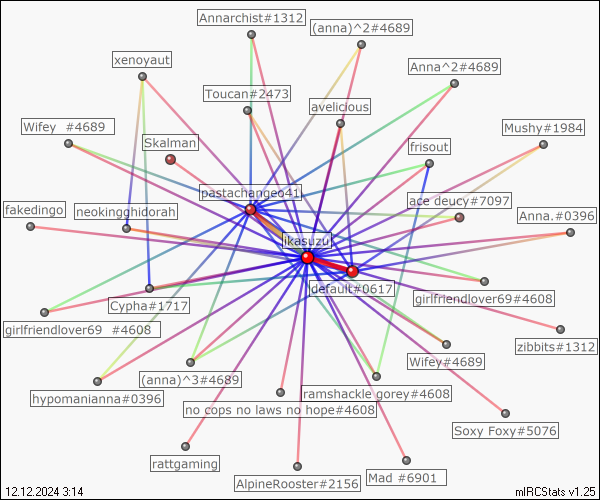 Annarchist#1312
(anna)^2#4689
xenoyaut
Anna^2#4689
Toucan#2473
avelicious
Wifey  #4689
Mushy#1984
Skalman
frisout
pastachangeo41
ace deucy#7097
fakedingo
neokingghidorah
Anna.#0396
ikasuzu
default#0617
Cypha#1717
girlfriendlover69#4608
girlfriendlover69  #4608
zibbits#1312
Wifey#4689
(anna)^3#4689
hypomanianna#0396
ramshackle gorey#4608
no cops no laws no hope#4608
Soxy Foxy#5076
rattgaming
AlpineRooster#2156
Mad #6901
12.12.2024 3:14
mIRCStats v1.25